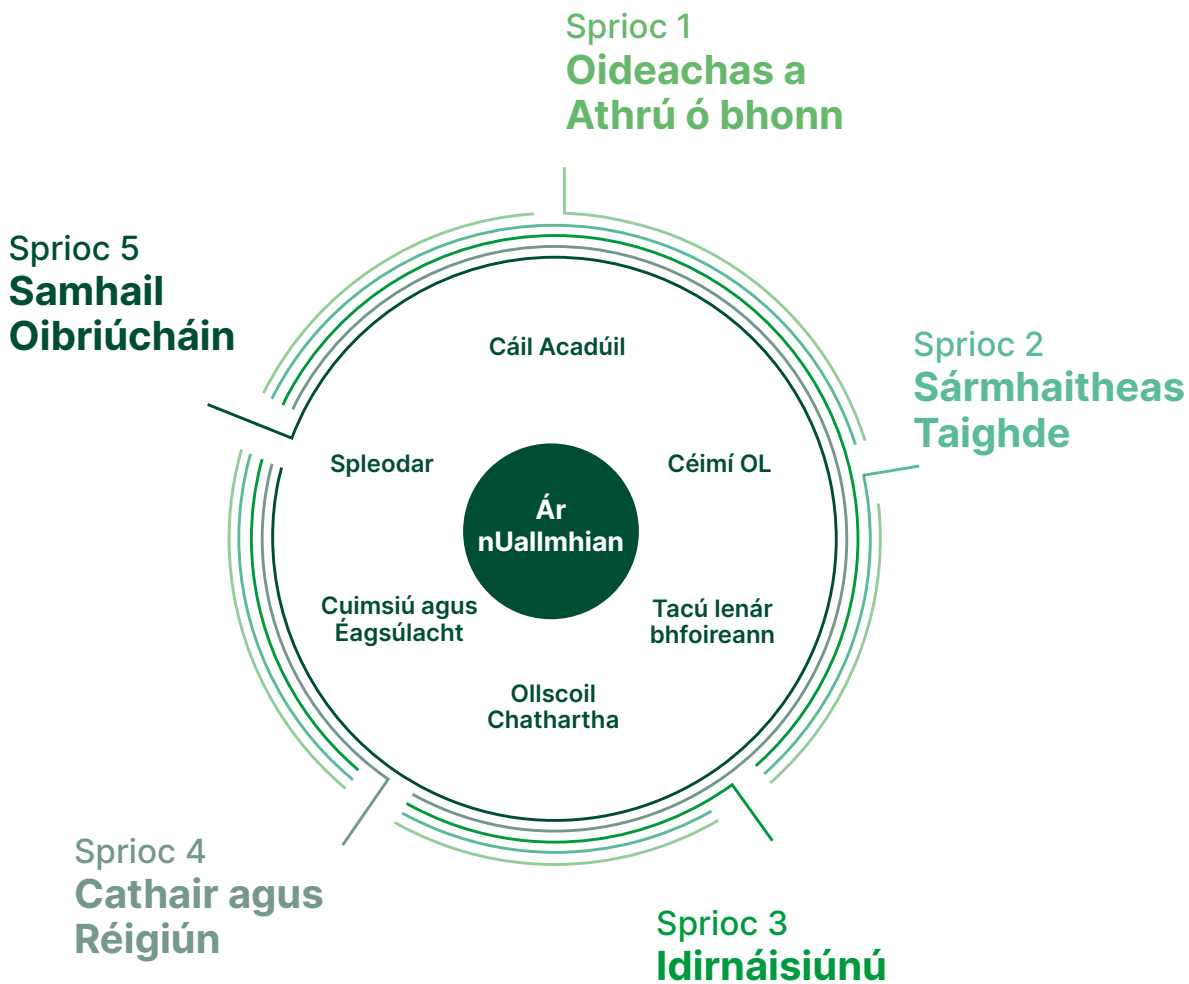 Sprioc 1
Oideachas a
Athrú ó bhonn
Sprioc 5
Samhail
Oibriúcháin
Sprioc 2
Sármhaitheas
Taighde
Cáil Acadúil
Spleodar
Céimí OL
Ár
nUallmhian
Cuimsiú agus
Éagsúlacht
Tacú lenár
bhfoireann
Ollscoil
Chathartha
Sprioc 4
Cathair agus
Réigiún
Sprioc 3
Idirnáisiúnú